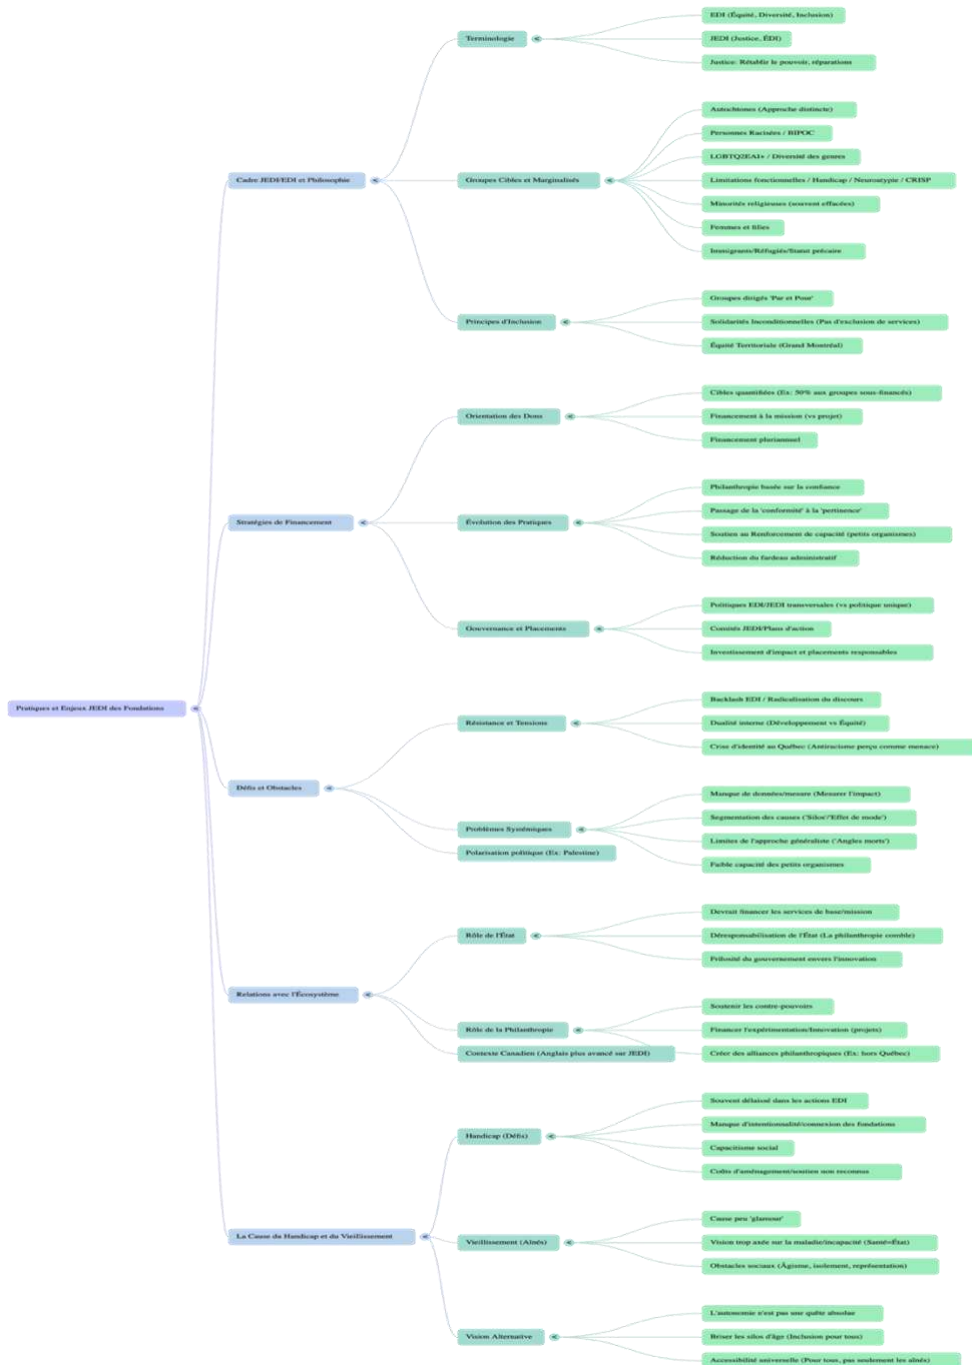 Pratiques et Enjeux JEDI des Fondations
Cadre JEDI/EDI et Philosophie
Terminologie
EDI (Équité, Diversité, Inclusion)
JEDI (Justice, ÉDI)
Justice: Rétablir le pouvoir, réparations
Groupes Cibles et Marginalisés
Autochtones (Approche distincte)
Personnes Racisées / BIPOC
LGBTQ2EAI+ / Diversité des genres
Limitations fonctionnelles / Handicap / Neuroatypie / CRISP
Minorités religieuses (souvent effacées)
Femmes et filles
Immigrants/Réfugiés/Statut précaire
Principes d'Inclusion
Groupes dirigés 'Par et Pour'
Solidarités Inconditionnelles (Pas d'exclusion de services)
Équité Territoriale (Grand Montréal)
Stratégies de Financement
Orientation des Dons
Cibles quantifiées (Ex: 50% aux groupes sous-financés)
Financement à la mission (vs projet)
Financement pluriannuel
Évolution des Pratiques
Philanthropie basée sur la confiance
Passage de la 'conformité' à la 'pertinence'
Soutien au Renforcement de capacité (petits organismes)
Réduction du fardeau administratif
Gouvernance et Placements
Politiques EDI/JEDI transversales (vs politique unique)
Comités JEDI/Plans d'action
Investissement d'impact et placements responsables
Défis et Obstacles
Résistance et Tensions
Backlash EDI / Radicalisation du discours
Dualité interne (Développement vs Équité)
Crise d'identité au Québec (Antiracisme perçu comme menace)
Problèmes Systémiques
Manque de données/mesure (Mesurer l'impact)
Segmentation des causes ('Silos'/'Effet de mode')
Limites de l'approche généraliste ('Angles morts')
Faible capacité des petits organismes
Polarisation politique (Ex: Palestine)
Relations avec l'Écosystème
Rôle de l'État
Devrait financer les services de base/mission
Déresponsabilisation de l'État (La philanthropie comble)
Frilosité du gouvernement envers l'innovation
Rôle de la Philanthropie
Soutenir les contre-pouvoirs
Financer l'expérimentation/Innovation (projets)
Créer des alliances philanthropiques (Ex: hors Québec)
Contexte Canadien (Anglais plus avancé sur JEDI)
La Cause du Handicap et du Vieillissement
Handicap (Défis)
Souvent délaissé dans les actions EDI
Manque d'intentionnalité/connexion des fondations
Capacitisme social
Coûts d'aménagement/soutien non reconnus
Vieillissement (Aînés)
Cause peu 'glamour'
Vision trop axée sur la maladie/incapacité (Santé=État)
Obstacles sociaux (Âgisme, isolement, représentation)
Vision Alternative
L'autonomie n'est pas une quête absolue
Briser les silos d'âge (Inclusion pour tous)
Accessibilité universelle (Pour tous, pas seulement les aînés)